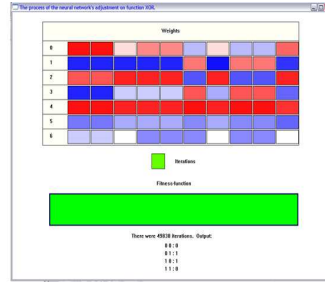 The process of the neural network's adjustment on function XOR.
Weights
0
1
2
3
4
5
6
Iterations
Fitness-function
There were 49838 iterations. Output:
0 0 : 0
0 1 : 1
1 0 : 1
1 1 : 0